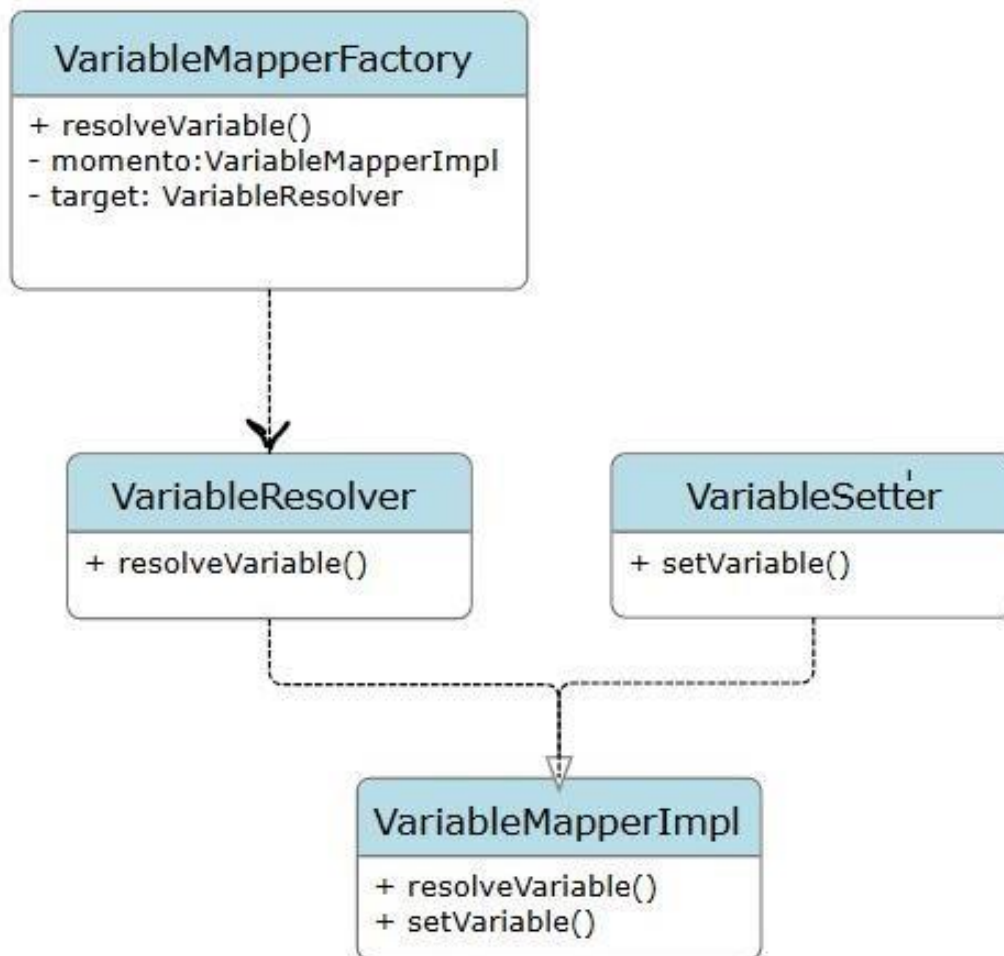 VariableMapperFactory
+ resolveVariable()
- momento:VariableMapperImpl
- target: VariableResolver
VariableResolver
+ resolveVariable()
VariableSetter
+ setVariable()
VariableMapperImpl
+ resolveVariable()
+ setVariable()